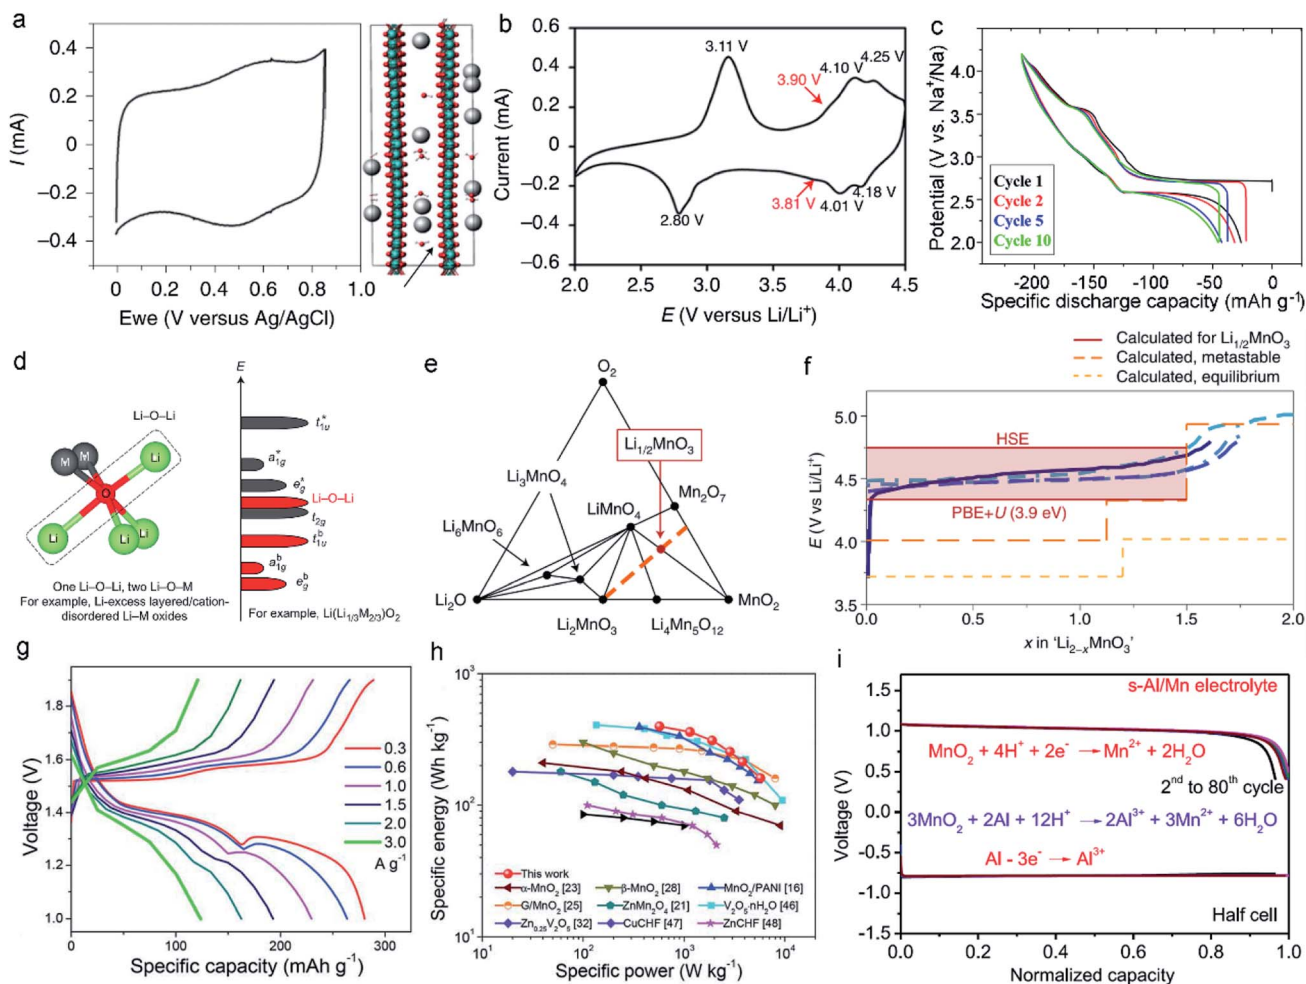 a
0.4
0.2
0
−0.2
−0.4
I (mA)
0
0.2
0.4
0.6
0.8
1.0
Ewe (V versus Ag/AgCl)
b
0.6
0.4
0.2
0
−0.2
0.4
−0.6
Current (mA)
3.11 V
3.90 V
4.10 V
4.25 V
2.80 V
3.81 V
4.01 V
4.18 V
2.0
2.5
3.0
3.5
4.0
4.5
E (V versus Li/Li⁺)
c
4.0
3.5
3.0
2.5
2.0
Potential (V vs. Na⁺/Na)
Cycle 1
Cycle 2
Cycle 5
Cycle 10
-200
-150
-100
-50
0
Specific discharge capacity (mAh g⁻¹)
d
Li–O–Li
M
M
Li
O
Li
Li
Li
One Li–O–Li, two Li–O–M
For example, Li-excess layered/cation-
disordered Li–M oxides
E
t*1u
a*1g
e*g
Li–O–Li
t2g
tᵇ1u
aᵇ1g
eᵇg
For example, Li(Li1/3M2/3)O2
e
O₂
Li1/2MnO₃
Li₃MnO₄
Mn₂O₇
LiMnO₄
Li₆MnO₆
Li₂O
MnO₂
Li₂MnO₃
Li₄Mn₅O₁₂
Calculated for Li1/2MnO₃
Calculated, metastable
Calculated, equilibrium
f
5.0
4.5
4.0
3.5
E (V vs Li/Li⁺)
HSE
PBE+U (3.9 eV)
0.0
0.5
1.0
1.5
2.0
x in ‘Li₂₋ₓMnO₃’
g
1.8
1.6
1.4
1.2
1.0
Voltage (V)
0.3
0.6
1.0
1.5
2.0
3.0
A g⁻¹
0
100
200
300
Specific capacity (mAh g⁻¹)
h
10³
10²
10¹
Specific energy (Wh kg⁻¹)
This work
α-MnO₂ [23]
β-MnO₂ [28]
MnO₂/PANI [16]
G/MnO₂ [25]
ZnMn₂O₄ [21]
V₂O₅·nH₂O [46]
Zn0.25V₂O₅ [32]
CuCHF [47]
ZnCHF [48]
10¹
10²
10³
10⁴
Specific power (W kg⁻¹)
i
1.5
1.0
0.5
0.0
-0.5
-1.0
-1.5
Voltage (V)
s-Al/Mn electrolyte
MnO₂ + 4H⁺ + 2e⁻ → Mn²⁺ + 2H₂O
2nd to 80th cycle
3MnO₂ + 2Al + 12H⁺ → 2Al³⁺ + 3Mn²⁺ + 6H₂O
Al - 3e⁻ → Al³⁺
Half cell
0.0
0.2
0.4
0.6
0.8
1.0
Normalized capacity